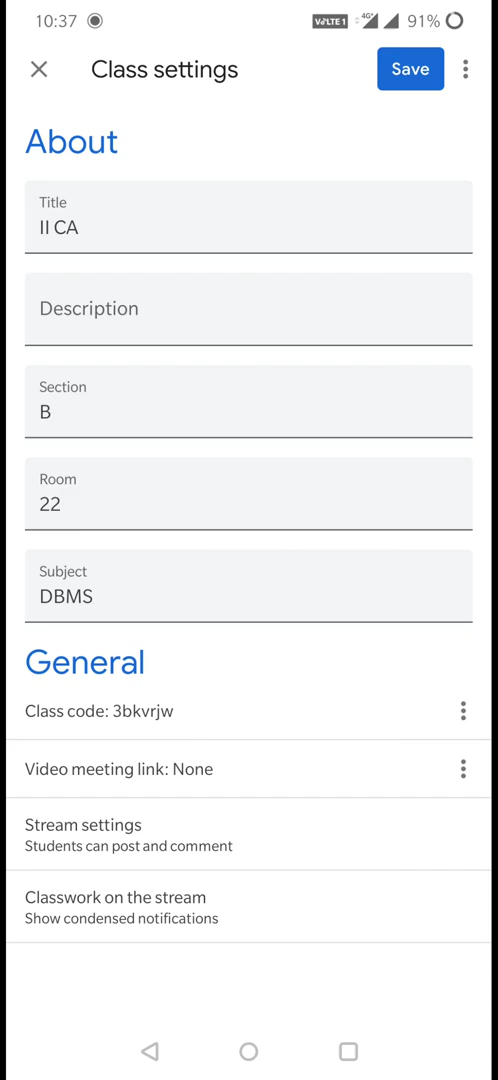 10:37 VoLTE 1 4G+ 91%
Class settings Save
About
Title
II CA
Description
Section
B
Room
22
Subject
DBMS
General
Class code: 3bkvrjw
Video meeting link: None
Stream settings
Students can post and comment
Classwork on the stream
Show condensed notifications